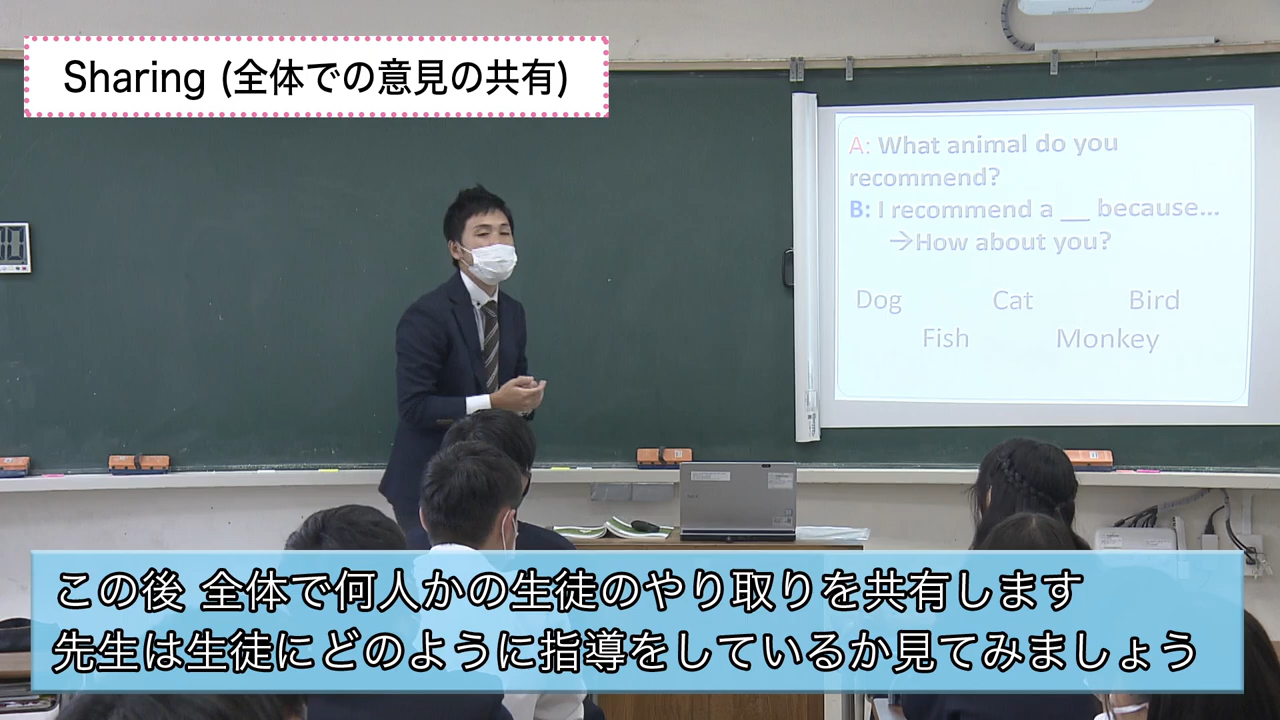 Sharing (全体での意見の共有)
A: What animal do you
recommend?
B: I recommend a __ because...
→How about you?
Dog Cat Bird
Fish Monkey
この後 全体で何人かの生徒のやり取りを共有します
先生は生徒にどのように指導をしているか見てみましょう